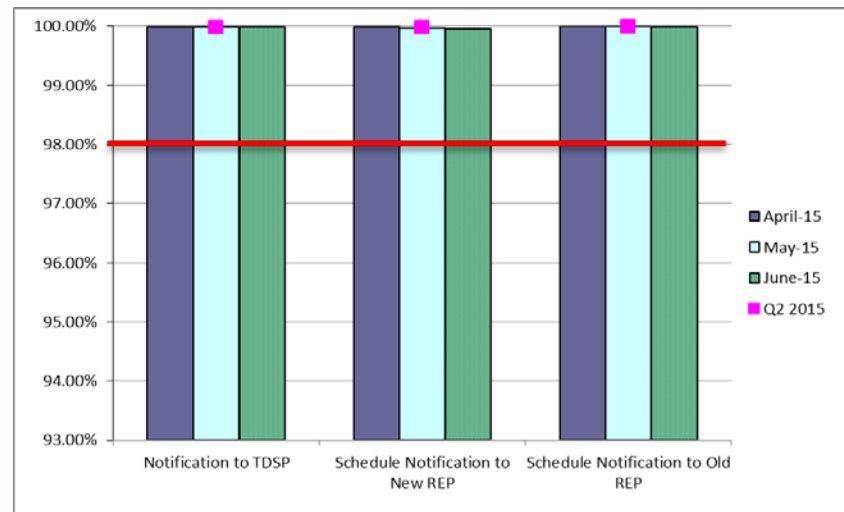 100.00%
99.00%
98.00%
97.00%
96.00%
95.00%
94.00%
93.00%
Notification to TDSP
Schedule Notification to
New REP
Schedule Notification to Old
REP
April-15
May-15
June-15
Q2 2015